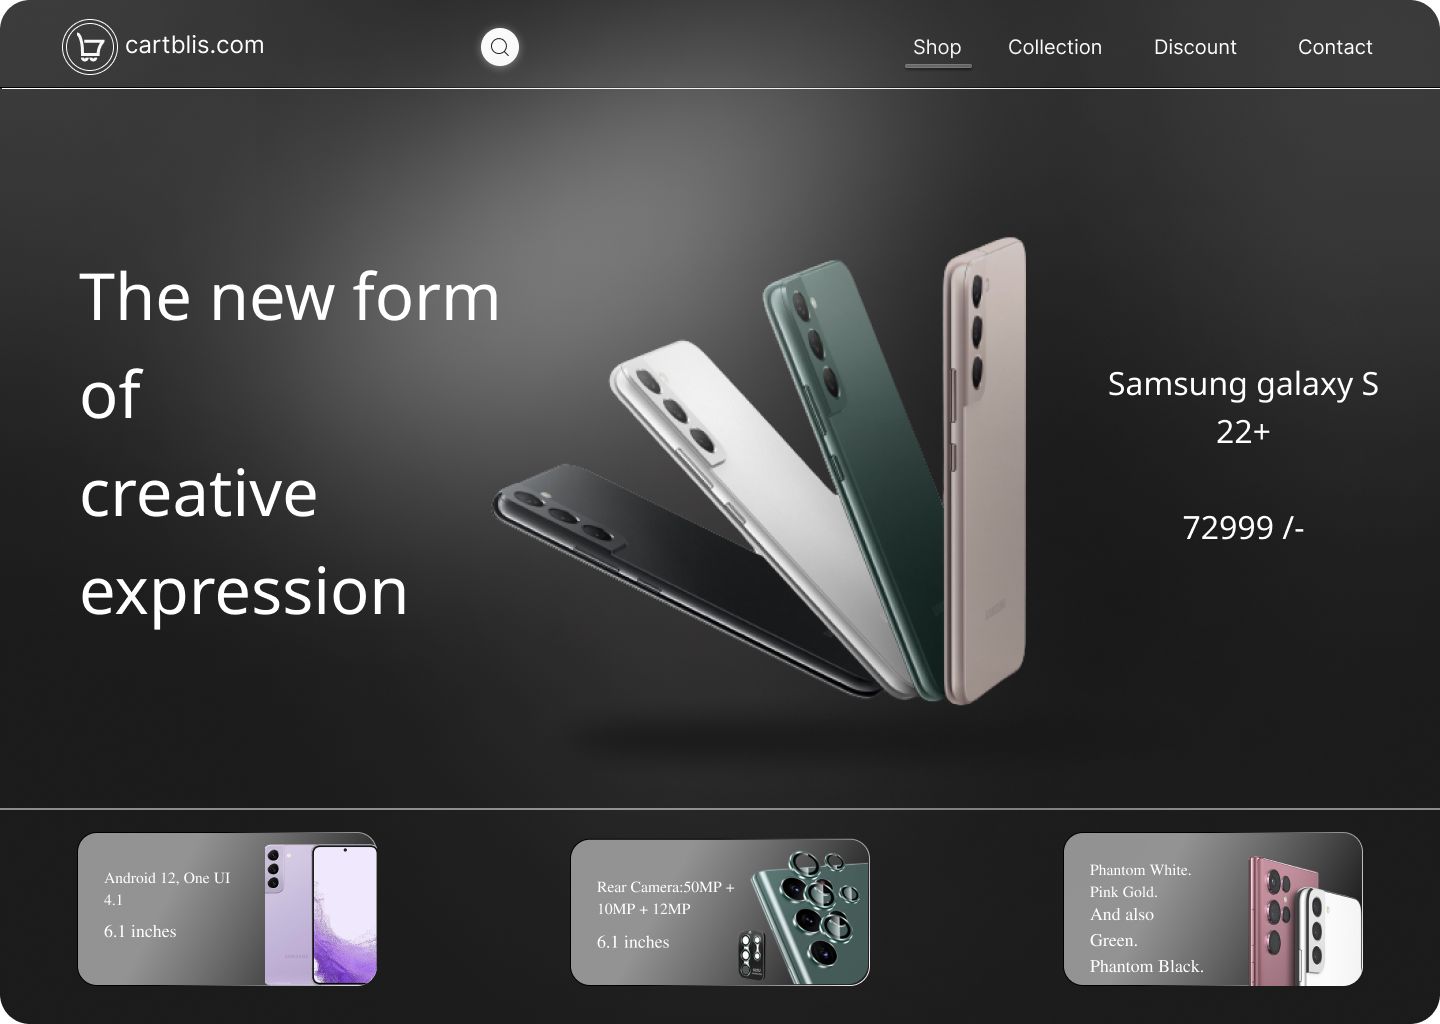 cartblis.com
Shop
Collection
Discount
Contact
The new form
of
creative
expression
Samsung galaxy S
22+
72999 /-
Android 12, One UI
4.1
6.1 inches
Rear Camera:50MP +
10MP + 12MP
6.1 inches
Phantom White.
Pink Gold.
And also
Green.
Phantom Black.